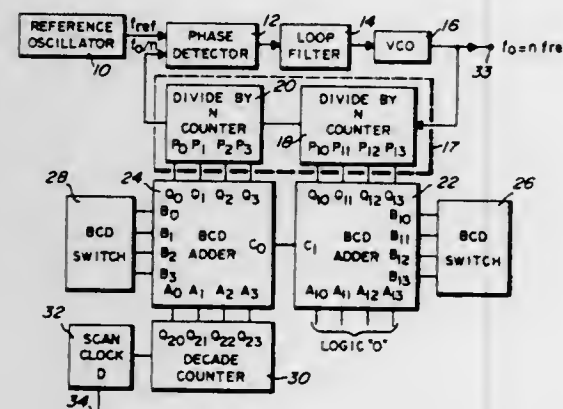 REFERENCE OSCILLATOR
10
fref
fo/n
PHASE DETECTOR
12
LOOP FILTER
14
VCO
16
33
fo=n fre
DIVIDE BY N COUNTER
20
P0 P1 P2 P3
DIVIDE BY N COUNTER
18
P10 P11 P12 P13
17
28
BCD SWITCH
24
Q0 Q1 Q2 Q3
B0
B1
B2
B3
BCD ADDER
C0
A0 A1 A2 A3
22
Q10 Q11 Q12 Q13
C1
BCD ADDER
B10
B11
B12
B13
A10 A11 A12 A13
LOGIC "0"
26
BCD SWITCH
32
SCAN CLOCK D
34
Q20 Q21 Q22 Q23
DECADE COUNTER
30